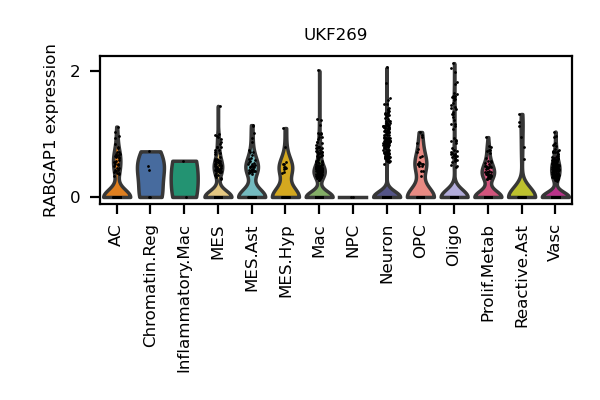 UKF269
RABGAP1 expression
2
0
AC
Chromatin.Reg
Inflammatory.Mac
MES
MES.Ast
MES.Hyp
Mac
NPC
Neuron
OPC
Oligo
Prolif.Metab
Reactive.Ast
Vasc